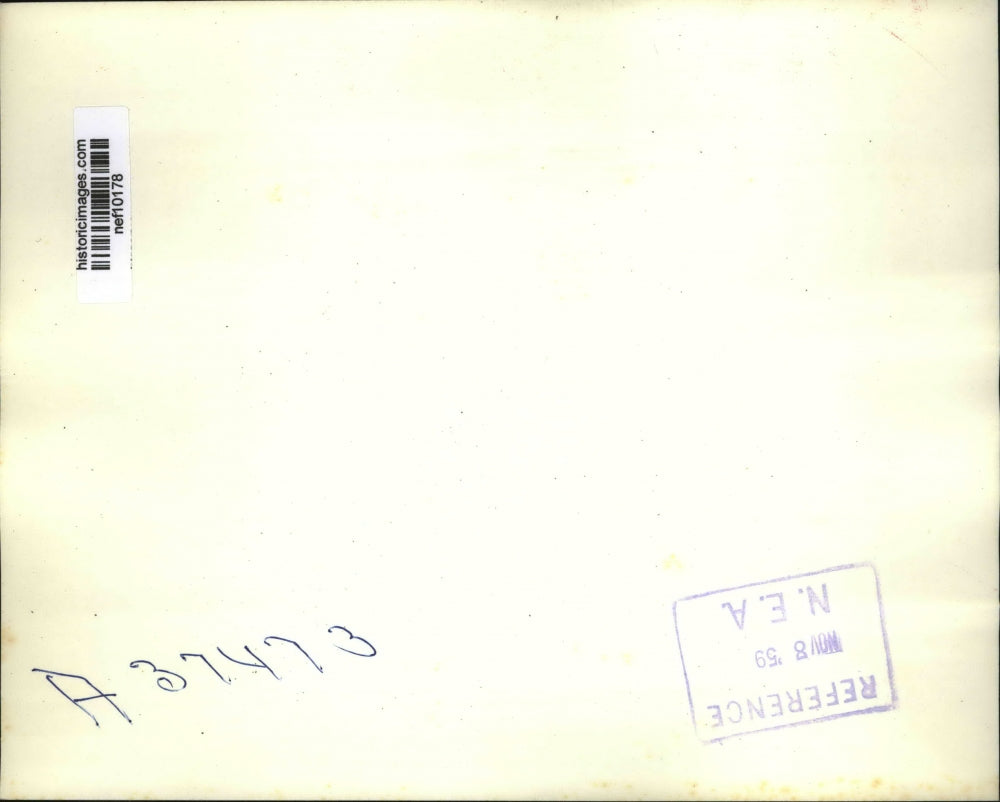 historicimages.com
nef10178
A 37473
REFERENCE
NOV 8 '59
N.E.A.